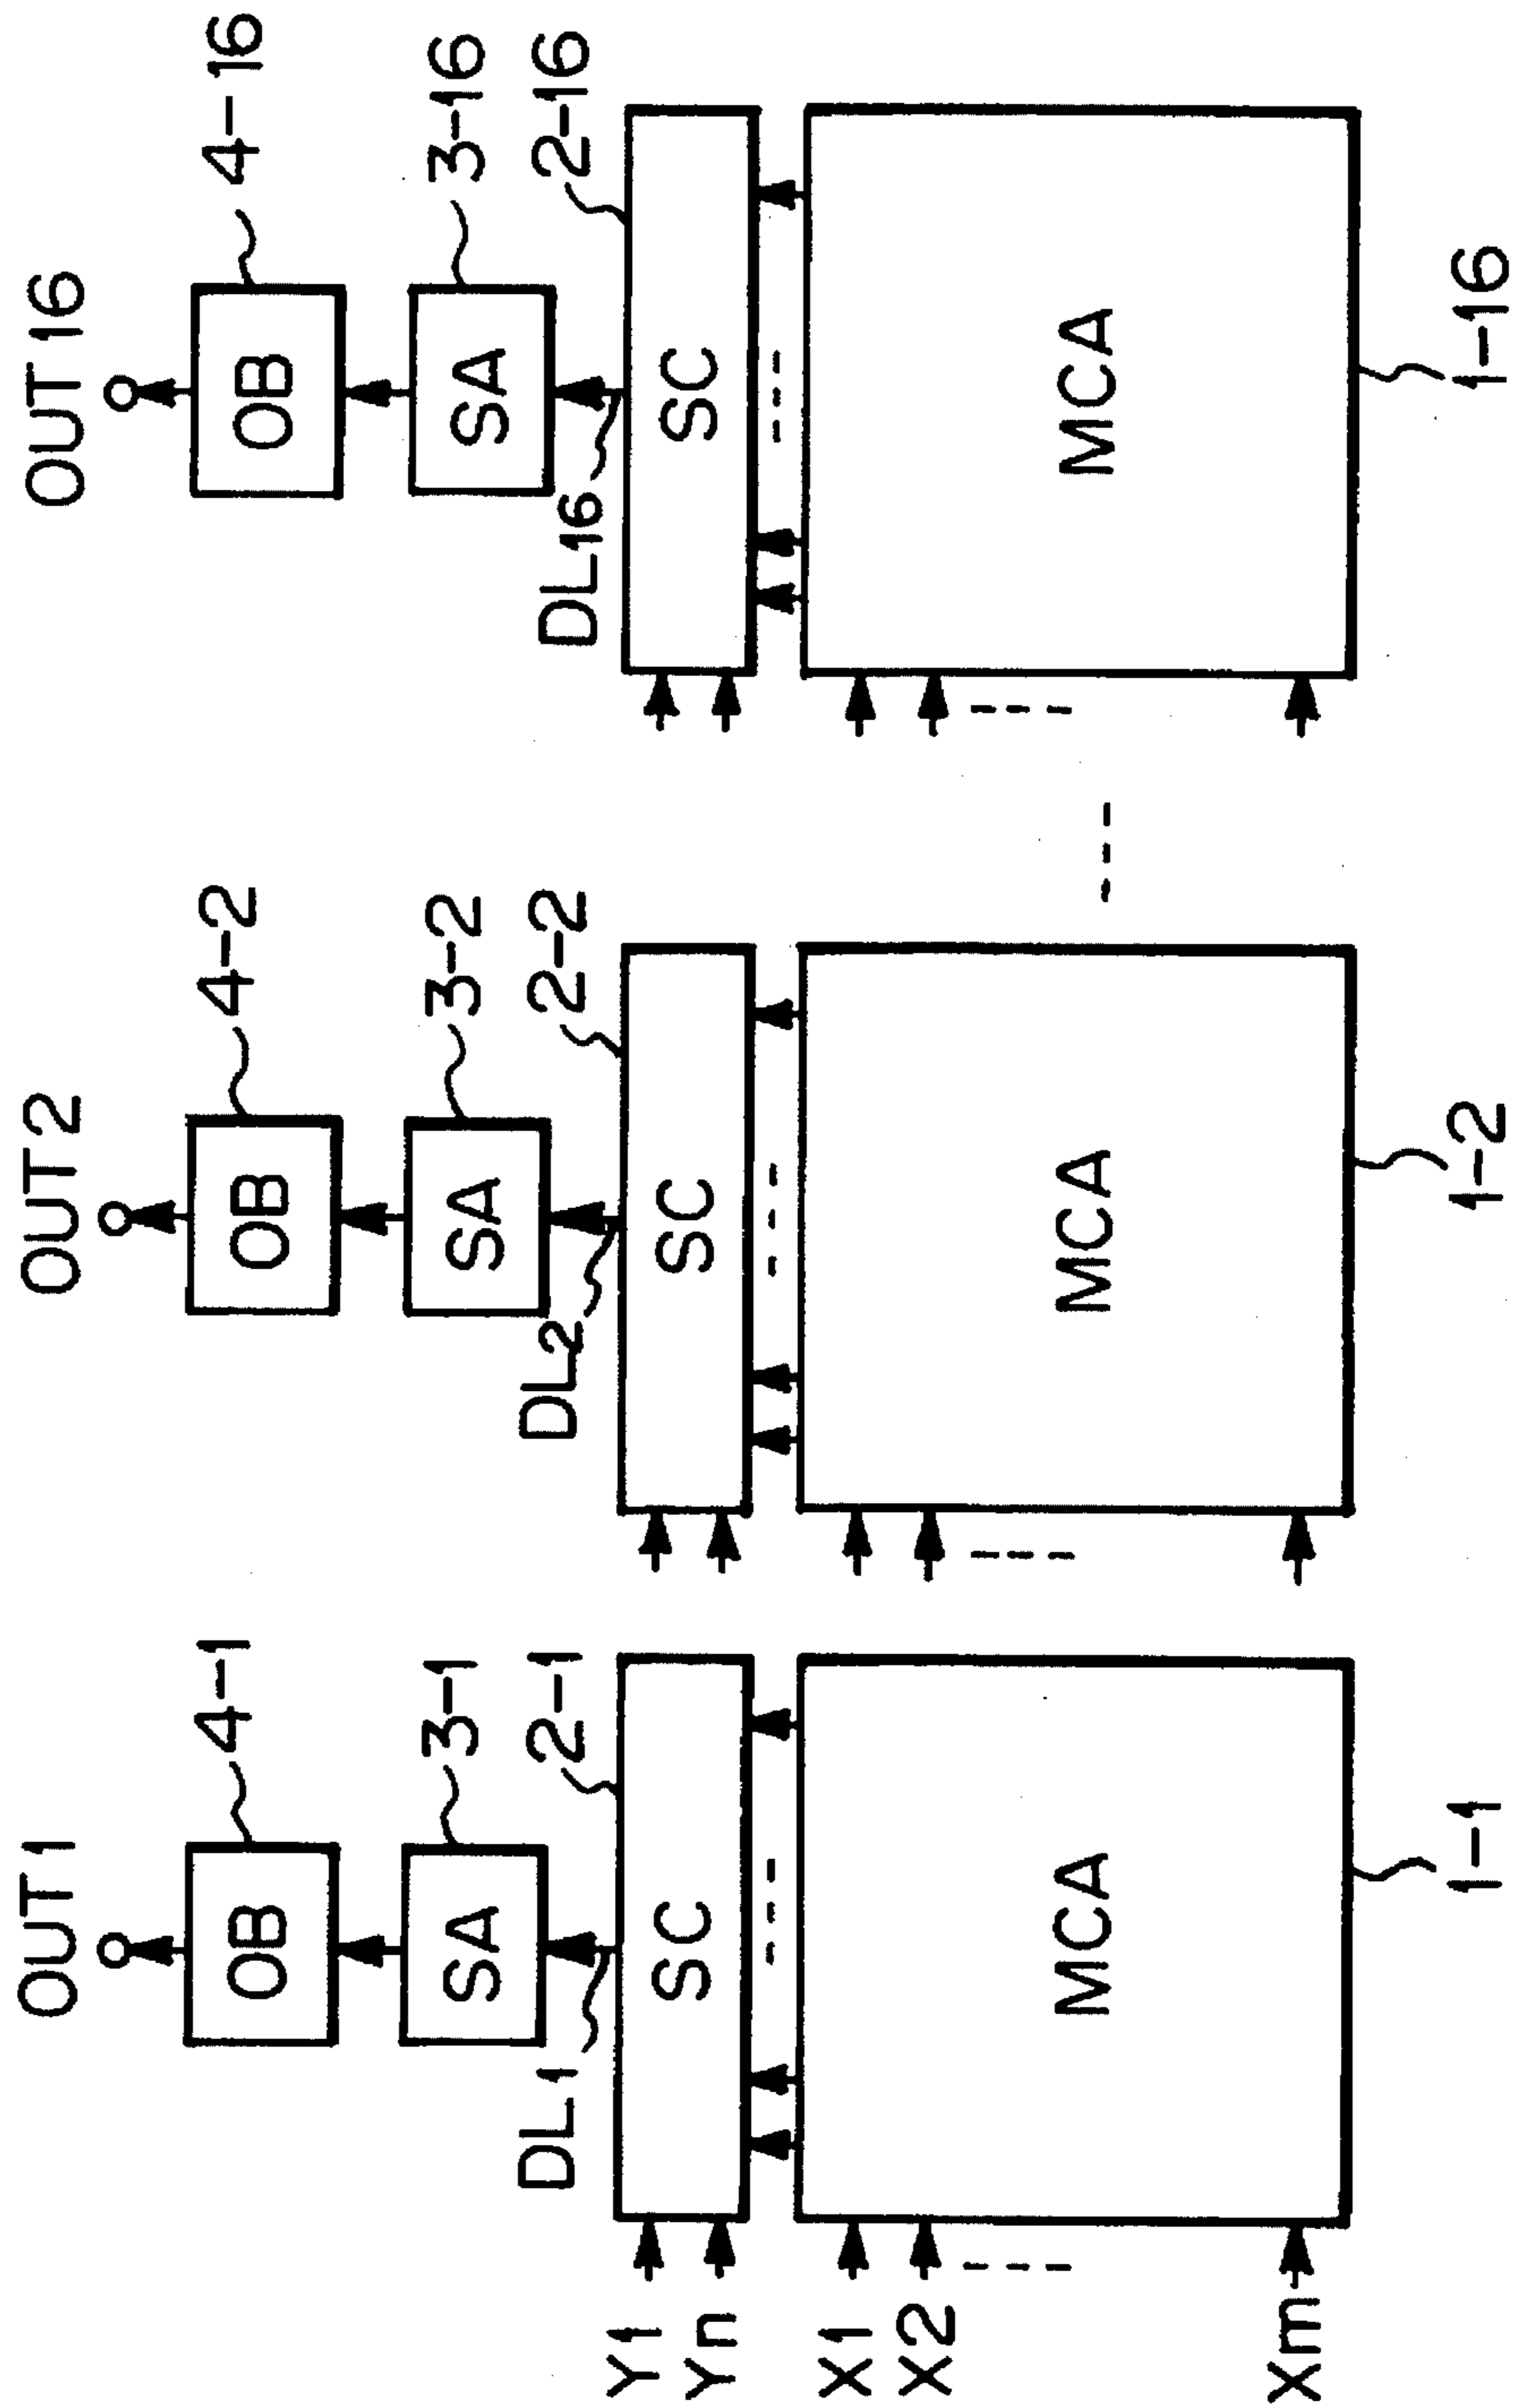 OUT1 OUT2 OUT16
OB 4-1 OB 4-2 OB 4-16
SA 3-1 SA 3-2 SA 3-16
DL1 2-1 DL2 2-2 DL16 2-16
Y1 SC SC SC
Yn
X1
X2 MCA MCA MCA
Xm
1-1 1-2 1-16